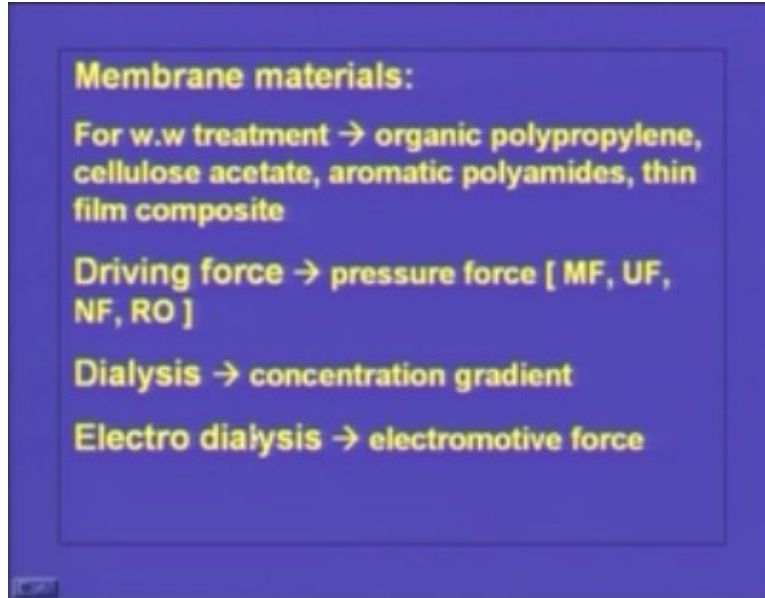 Membrane materials:
For w.w treatment → organic polypropylene,
cellulose acetate, aromatic polyamides, thin
film composite
Driving force → pressure force [ MF, UF,
NF, RO ]
Dialysis → concentration gradient
Electro dialysis → electromotive force